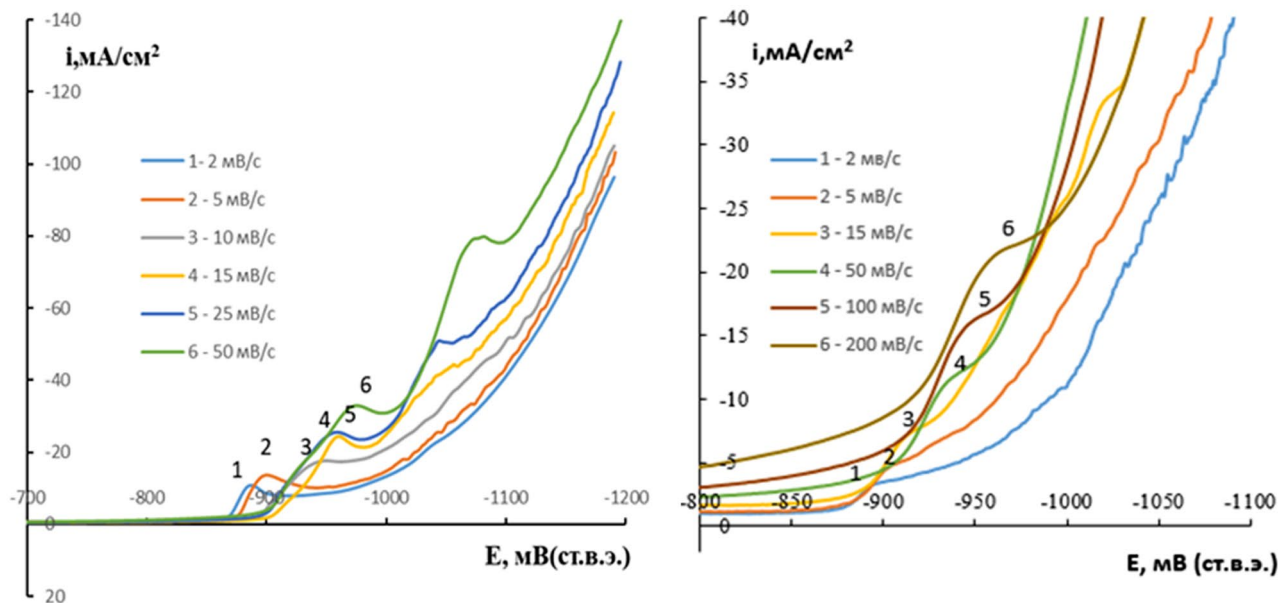 -140
i,мА/см²
-120
1- 2 мВ/с
-100
2 - 5 мВ/с
3 - 10 мВ/с
-80
4 - 15 мВ/с
-60
5 - 25 мВ/с
6 - 50 мВ/с
-40
1 2 3 4 5 6
-20
-700 -800 -900 -1000 -1100 -1200
0
E, мВ(ст.в.э.)
20
-40
i,мА/см²
-35
-30
1 - 2 мв/с
2 - 5 мВ/с
-25
3 - 15 мВ/с
4 - 50 мВ/с
-20
5 - 100 мВ/с
-15
6 - 200 мВ/с
-10
1 2 3 4 5 6
-5
-800 -850 -900 -950 -1000 -1050 -1100
0
E, мВ (ст.в.э.)